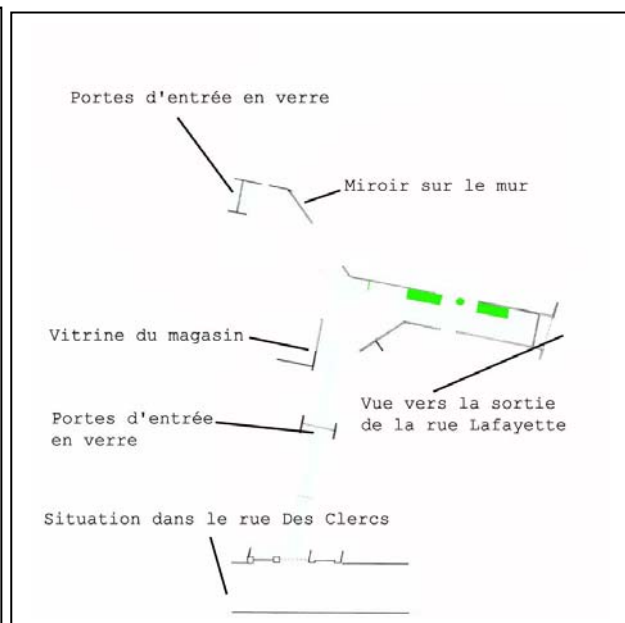 Portes d'entrée en verre
Miroir sur le mur
Vitrine du magasin
Vue vers la sortie
de la rue Lafayette
Portes d'entrée
en verre
Situation dans le rue Des Clercs